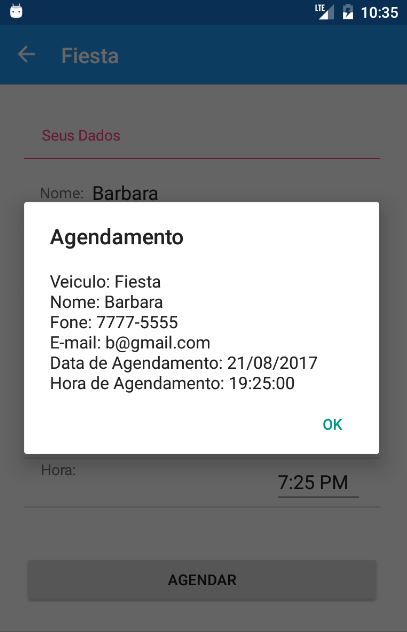 LTE 10:35
Fiesta
Seus Dados
Nome: Barbara
Agendamento
Veiculo: Fiesta
Nome: Barbara
Fone: 7777-5555
E-mail: b@gmail.com
Data de Agendamento: 21/08/2017
Hora de Agendamento: 19:25:00
OK
Hora:
7:25 PM
AGENDAR